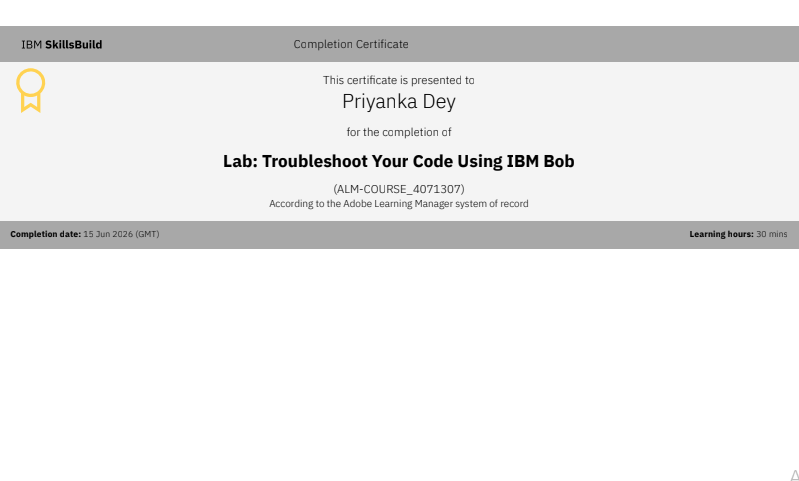 IBM SkillsBuild
Completion Certificate
This certificate is presented to
Priyanka Dey
for the completion of
Lab: Troubleshoot Your Code Using IBM Bob
(ALM-COURSE_4071307)
According to the Adobe Learning Manager system of record
Completion date: 15 Jun 2026 (GMT)
Learning hours: 30 mins